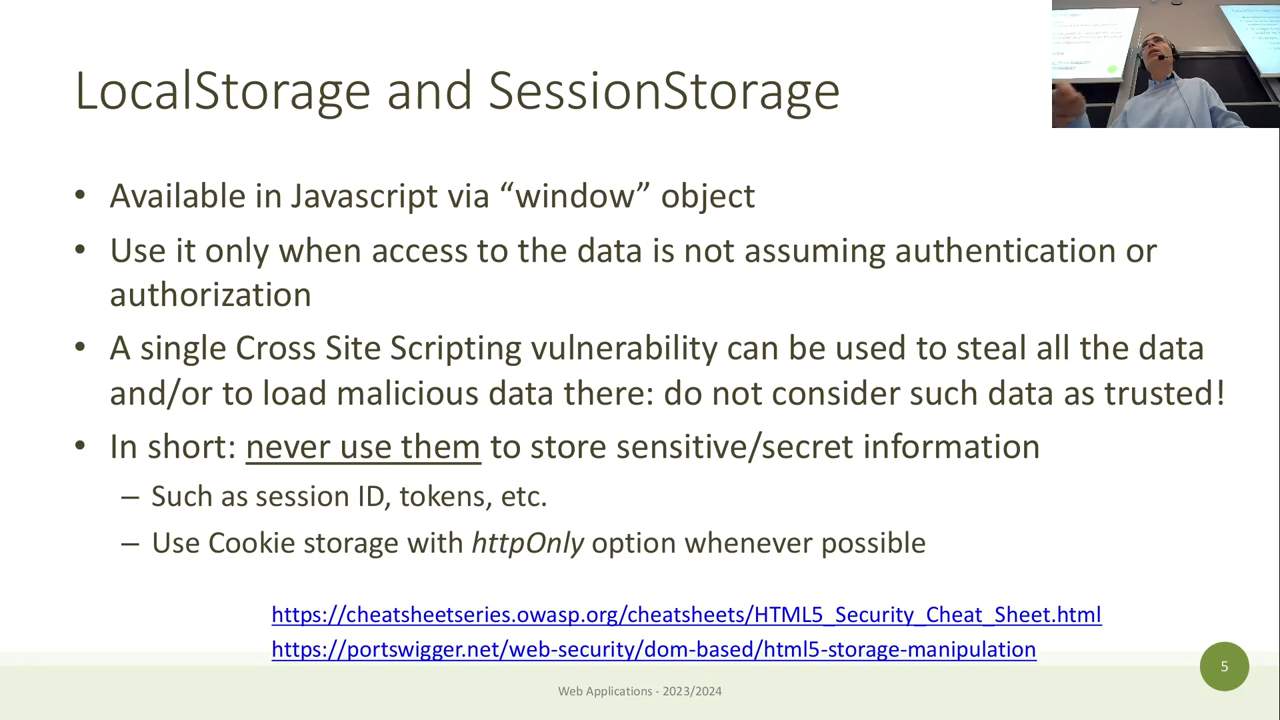 LocalStorage and SessionStorage
• Available in Javascript via “window” object
• Use it only when access to the data is not assuming authentication or
authorization
• A single Cross Site Scripting vulnerability can be used to steal all the data
and/or to load malicious data there: do not consider such data as trusted!
• In short: never use them to store sensitive/secret information
– Such as session ID, tokens, etc.
– Use Cookie storage with httpOnly option whenever possible
https://cheatsheetseries.owasp.org/cheatsheets/HTML5_Security_Cheat_Sheet.html
https://portswigger.net/web-security/dom-based/html5-storage-manipulation
5
Web Applications - 2023/2024